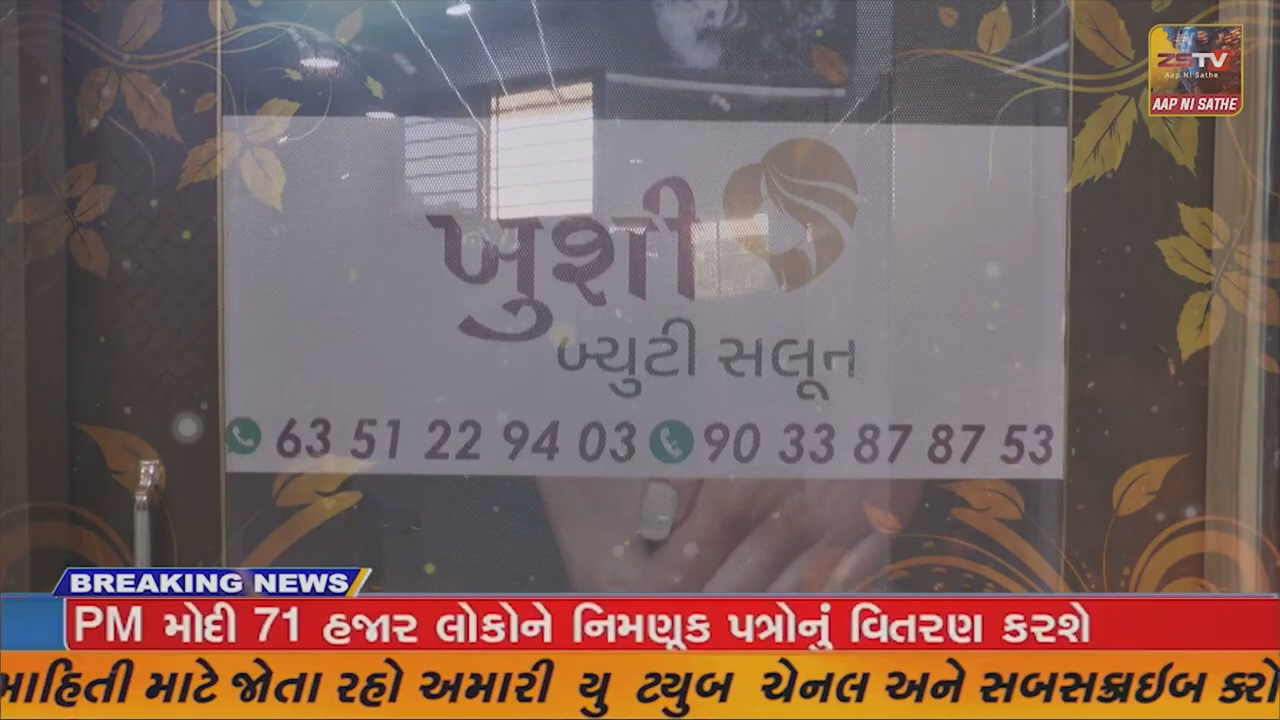 ZSTV
Aap Ni Sathe
AAP NI SATHE
ખુશી
બ્યુટી સલૂન
63 51 22 94 03 90 33 87 87 53
BREAKING NEWS
PM મોદી 71 હજાર લોકોને નિમણૂક પત્રોનું વિતરણ કરશે
માહિતી માટે જોતા રહો અમારી યુ ટ્યુબ ચેનલ અને સબસક્રાઇબ કરો